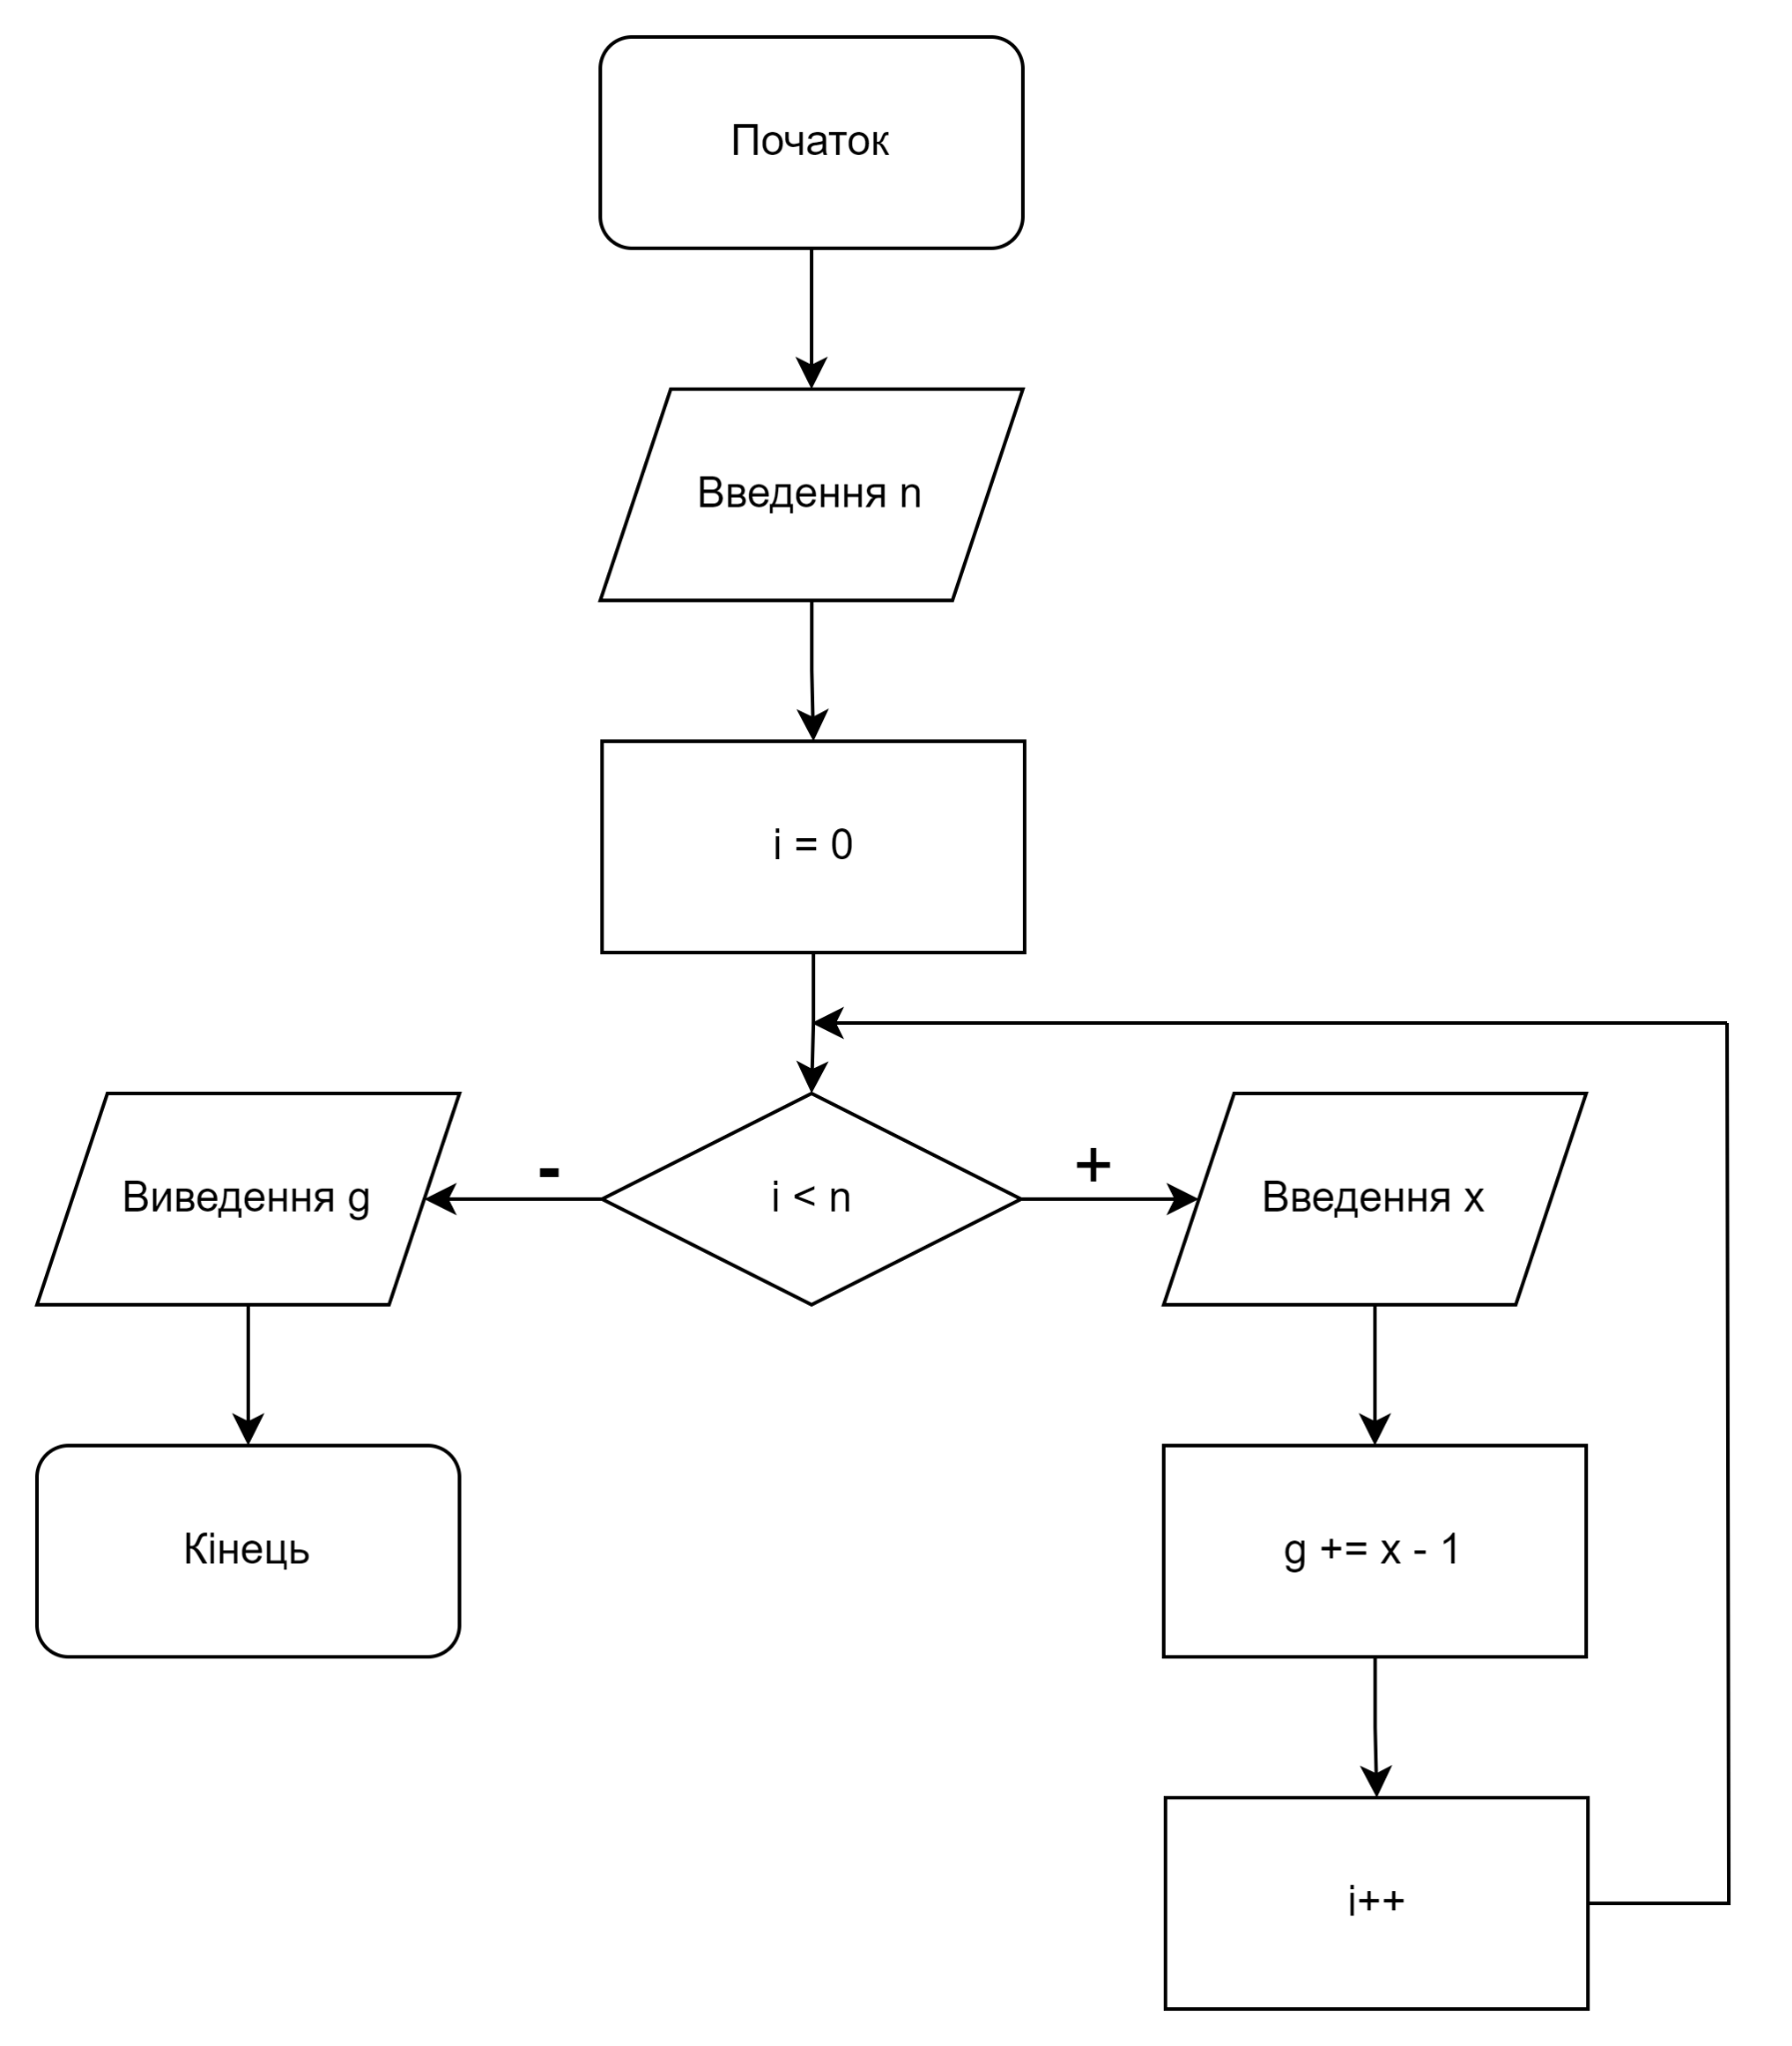 Початок
Введення n
i = 0
Виведення g
-
i < n
+
Введення x
Кінець
g += x - 1
i++